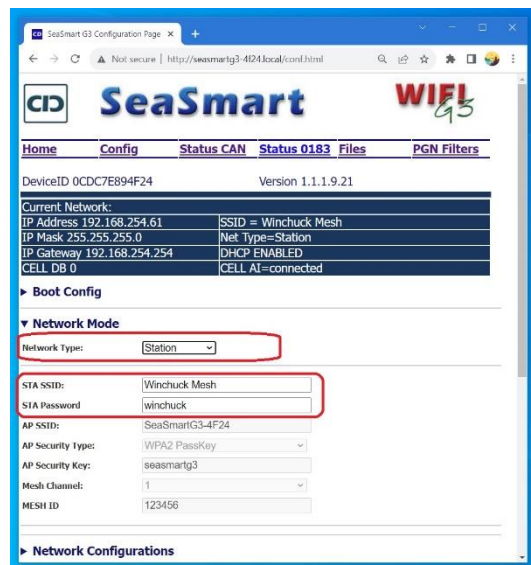 SeaSmart G3 Configuration Page
Not secure | http://seasmartg3-4f24.local/conf.html
CD SeaSmart WIFI G3
Home Config Status CAN Status 0183 Files PGN Filters
DeviceID 0CDC7E894F24 Version 1.1.1.9.21
Current Network:
IP Address 192.168.254.61 SSID = Winchuck Mesh
IP Mask 255.255.255.0 Net Type=Station
IP Gateway 192.168.254.254 DHCP ENABLED
CELL DB 0 CELL AI=connected
Boot Config
Network Mode
Network Type: Station
STA SSID: Winchuck Mesh
STA Password winchuck
AP SSID: SeaSmartG3-4F24
AP Security Type: WPA2 PassKey
AP Security Key: seasmartg3
Mesh Channel: 1
MESH ID 123456
Network Configurations